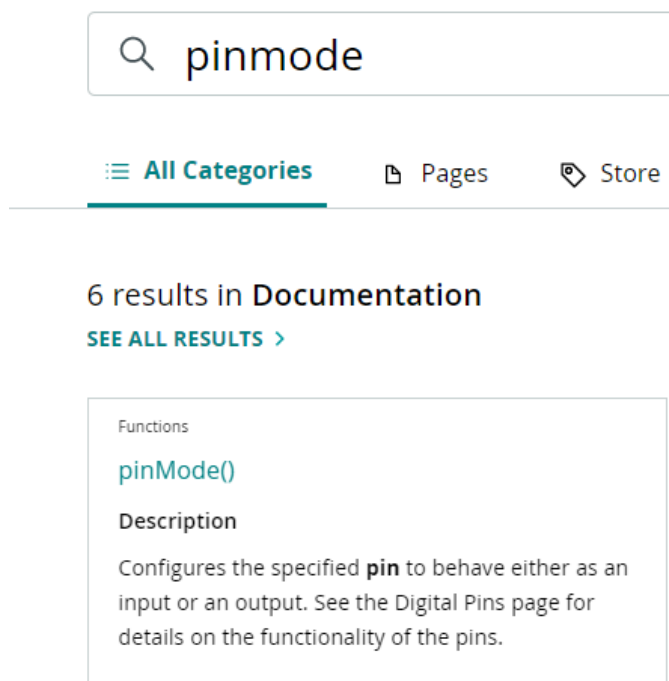 pinmode
All Categories
Pages
Store
6 results in Documentation
SEE ALL RESULTS >
Functions
pinMode()
Description
Configures the specified pin to behave either as an
input or an output. See the Digital Pins page for
details on the functionality of the pins.